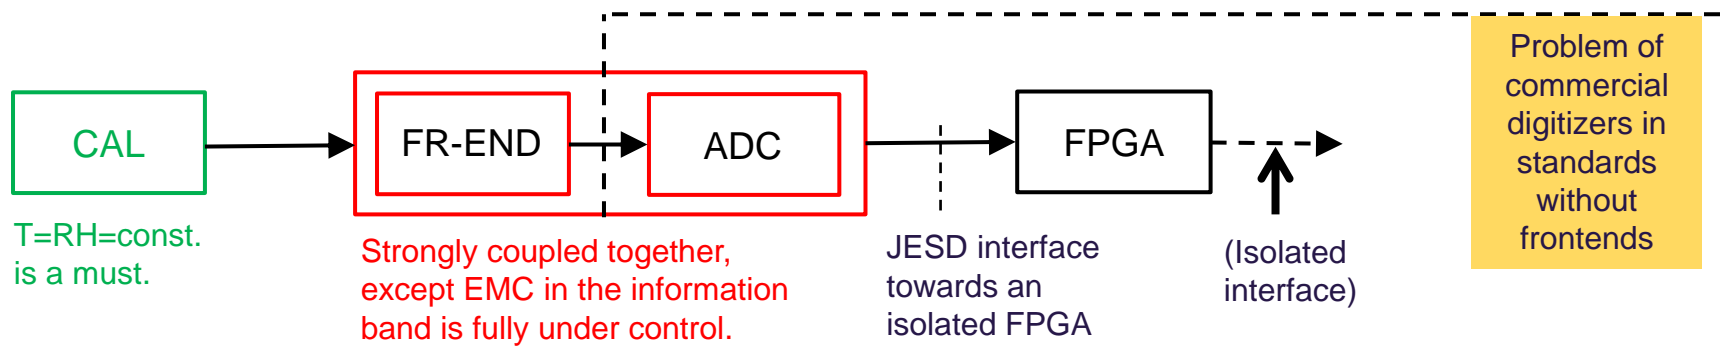 CAL
FR-END
ADC
FPGA
T=RH=const.
is a must.
Strongly coupled together,
except EMC in the information
band is fully under control.
JESD interface
towards an
isolated FPGA
(Isolated
interface)
Problem of
commercial
digitizers in
standards
without
frontends